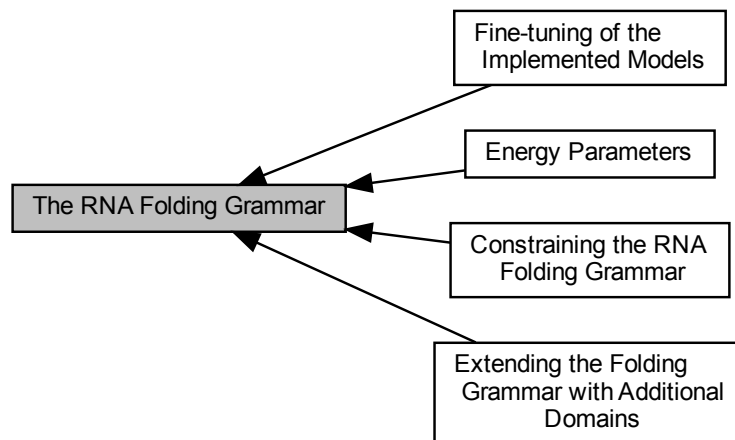 Fine-tuning of the
Implemented Models
Energy Parameters
The RNA Folding Grammar
Constraining the RNA
Folding Grammar
Extending the Folding
Grammar with Additional
Domains